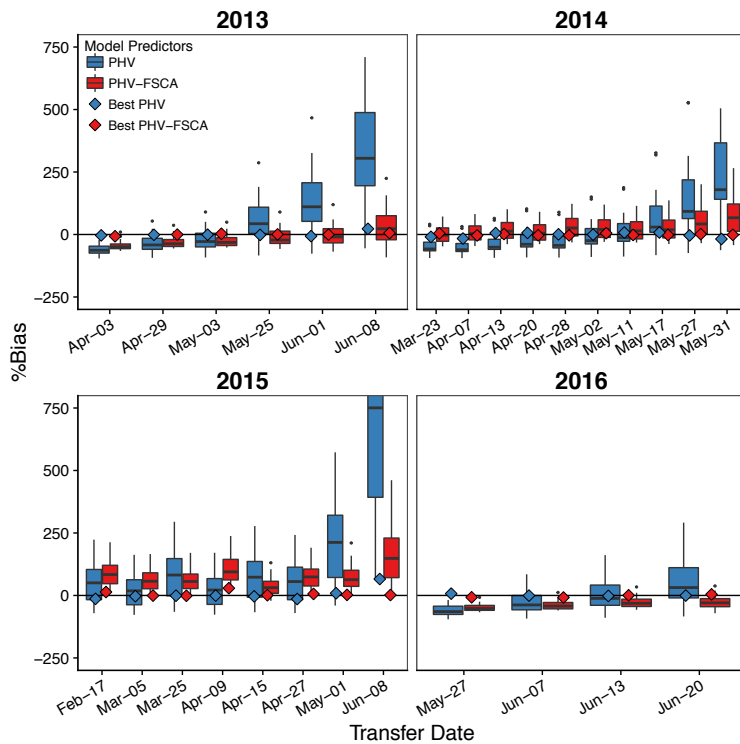 2013
2014
750
500
250
0
−250
Model Predictors
PHV
PHV−FSCA
Best PHV
Best PHV−FSCA
Apr−03
Apr−29
May−03
May−25
Jun−01
Jun−08
Mar−23
Apr−07
Apr−13
Apr−20
Apr−28
May−02
May−11
May−17
May−27
May−31
%Bias
2015
2016
750
500
250
0
−250
Feb−17
Mar−05
Mar−25
Apr−09
Apr−15
Apr−27
May−01
Jun−08
May−27
Jun−07
Jun−13
Jun−20
Transfer Date